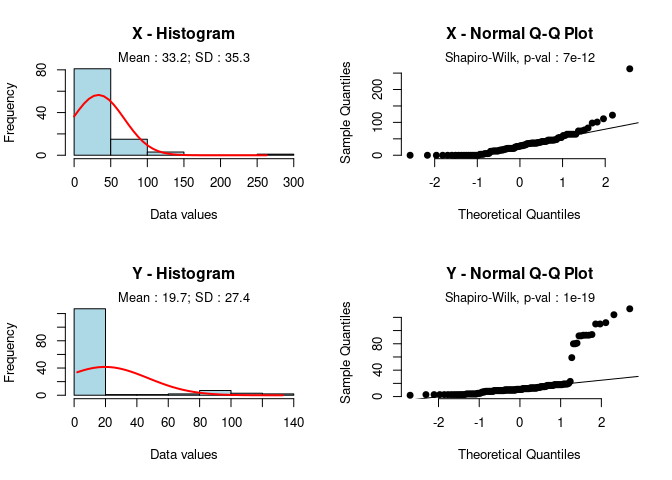 X - Histogram
Mean : 33.2; SD : 35.3
Frequency
0 40 80
0 50 100 150 200 250 300
Data values
X - Normal Q-Q Plot
Shapiro-Wilk, p-val : 7e-12
Sample Quantiles
0 100 200
-2 -1 0 1 2
Theoretical Quantiles
Y - Histogram
Mean : 19.7; SD : 27.4
Frequency
0 40 80
0 20 40 60 80 100 140
Data values
Y - Normal Q-Q Plot
Shapiro-Wilk, p-val : 1e-19
Sample Quantiles
0 40 80
-2 -1 0 1 2
Theoretical Quantiles